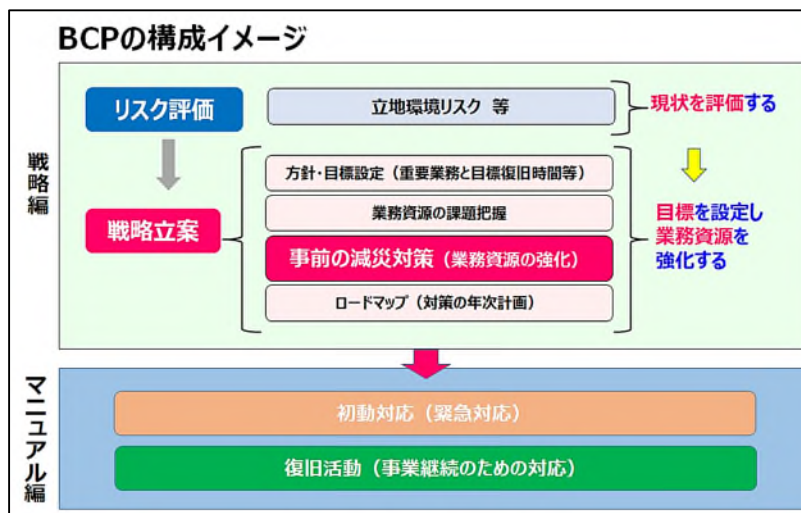 BCPの構成イメージ
戦略編
リスク評価
立地環境リスク 等
現状を評価する
方針・目標設定（重要業務と目標復旧時間等）
業務資源の課題把握
戦略立案
事前の減災対策（業務資源の強化）
ロードマップ（対策の年次計画）
目標を設定し
業務資源を
強化する
マニュアル編
初動対応（緊急対応）
復旧活動（事業継続のための対応）